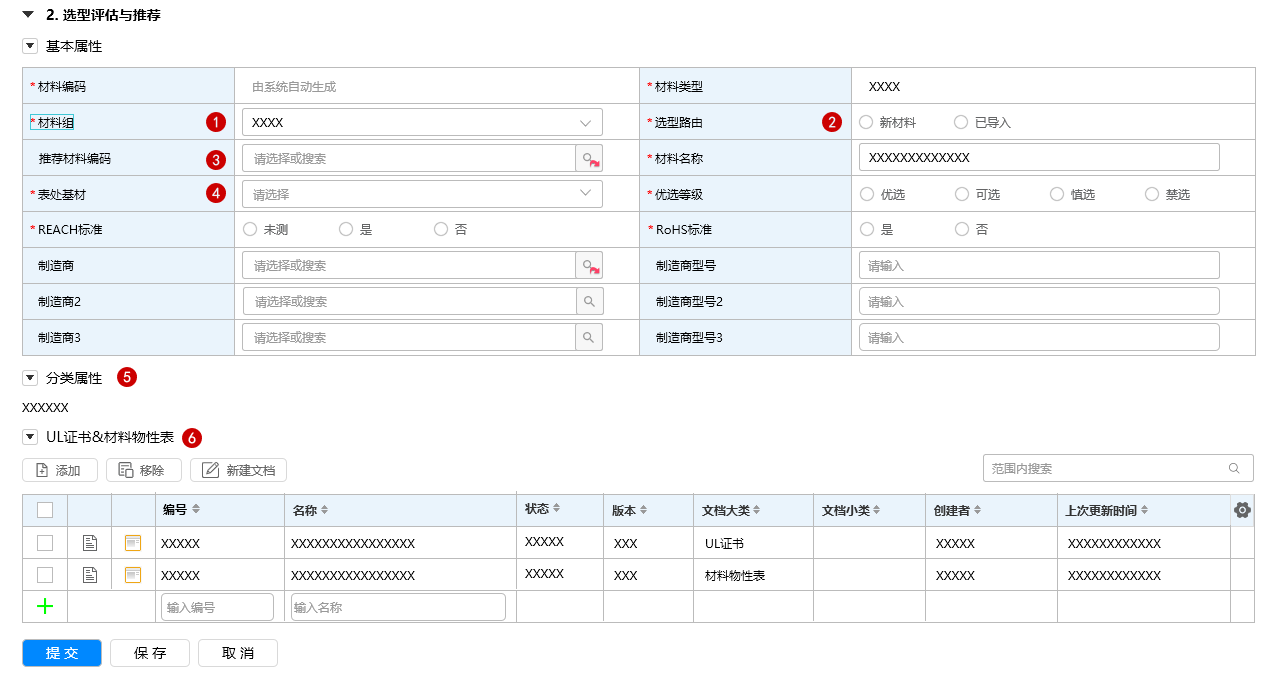 2. 选型评估与推荐
基本属性
*材料编码 由系统自动生成 *材料类型 XXXX
*材料组 1 XXXX *选型路由 2 新材料 已导入
推荐材料编码 3 请选择或搜索 *材料名称 XXXXXXXXXXXXX
*表处基材 4 请选择 *优选等级 优选 可选 慎选 禁选
*REACH标准 未测 是 否 *RoHS标准 是 否
制造商 请选择或搜索 制造商型号 请输入
制造商2 请选择或搜索 制造商型号2 请输入
制造商3 请选择或搜索 制造商型号3 请输入
分类属性 5
XXXXXX
UL证书&材料物性表 6
添加 移除 新建文档 范围内搜索
编号 名称 状态 版本 文档大类 文档小类 创建者 上次更新时间
XXXXX XXXXXXXXXXXXXXXX XXXXX XXX UL证书 XXXXX XXXXXXXXXXXX
XXXXX XXXXXXXXXXXXXXXX XXXXX XXX 材料物性表 XXXXX XXXXXXXXXXXX
输入编号 输入名称
提 交 保 存 取 消